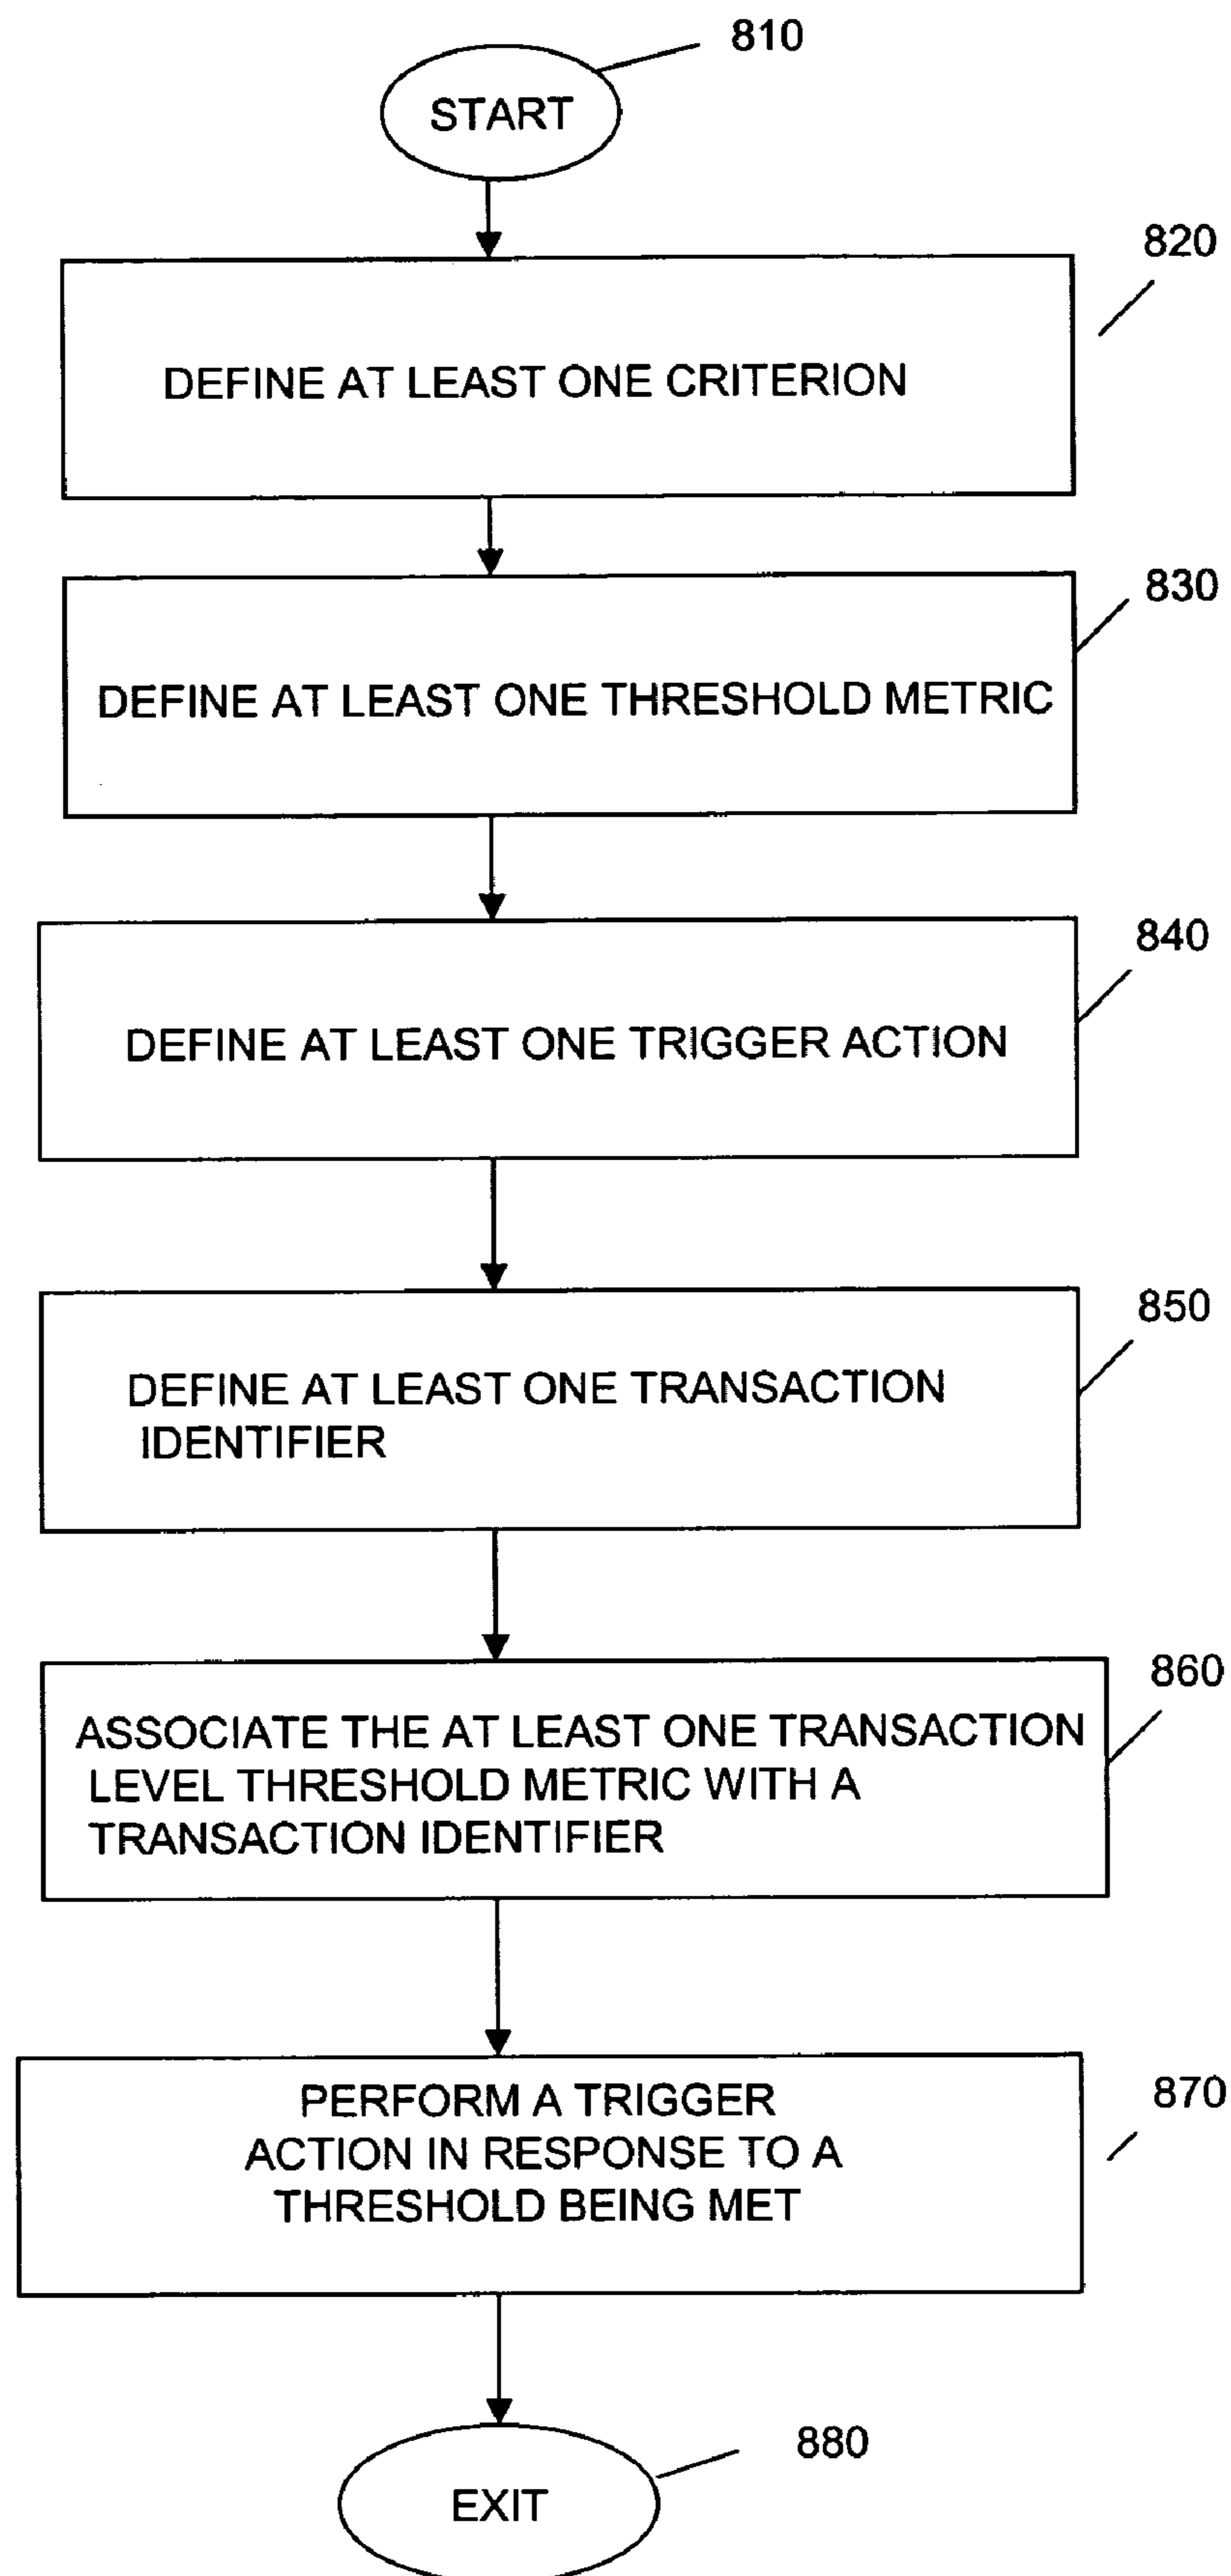 810
START
820
DEFINE AT LEAST ONE CRITERION
830
DEFINE AT LEAST ONE THRESHOLD METRIC
840
DEFINE AT LEAST ONE TRIGGER ACTION
850
DEFINE AT LEAST ONE TRANSACTION
IDENTIFIER
860
ASSOCIATE THE AT LEAST ONE TRANSACTION
LEVEL THRESHOLD METRIC WITH A
TRANSACTION IDENTIFIER
870
PERFORM A TRIGGER
ACTION IN RESPONSE TO A
THRESHOLD BEING MET
880
EXIT